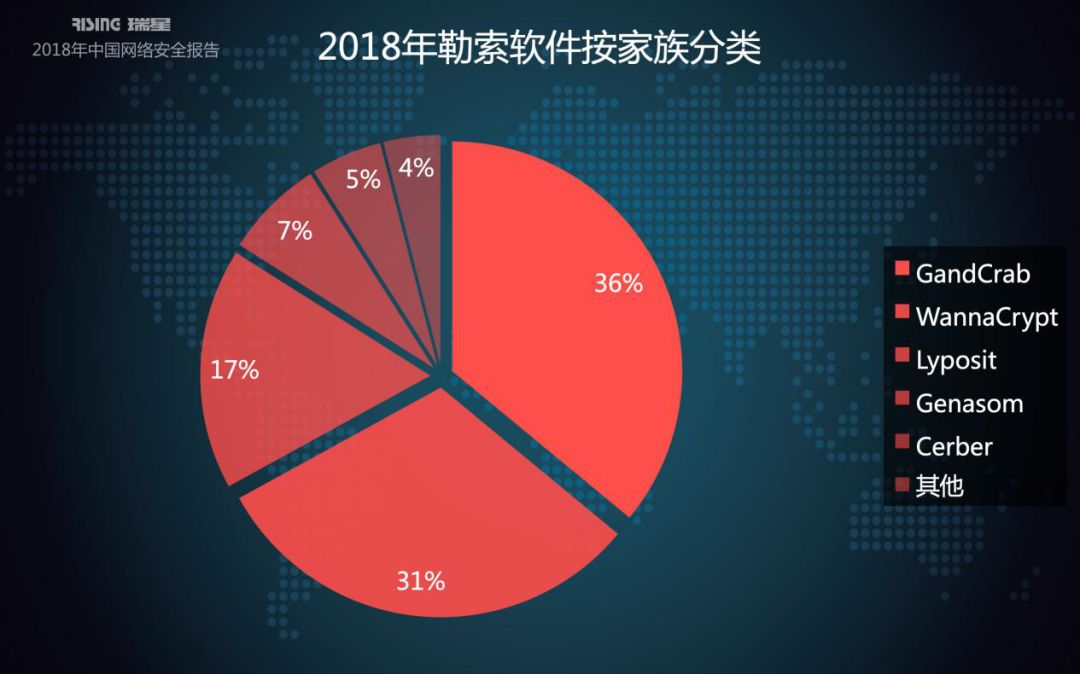 RISING 瑞星
2018年中国网络安全报告
2018年勒索软件按家族分类
4%
5%
7%
36%
17%
31%
GandCrab
WannaCrypt
Lyposit
Genasom
Cerber
其他